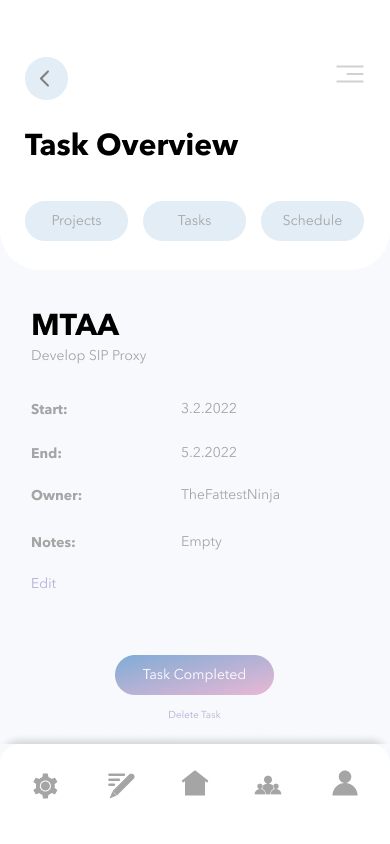 Task Overview
Projects Tasks Schedule
MTAA
Develop SIP Proxy
Start: 3.2.2022
End: 5.2.2022
Owner: TheFattestNinja
Notes: Empty
Edit
Task Completed
Delete Task